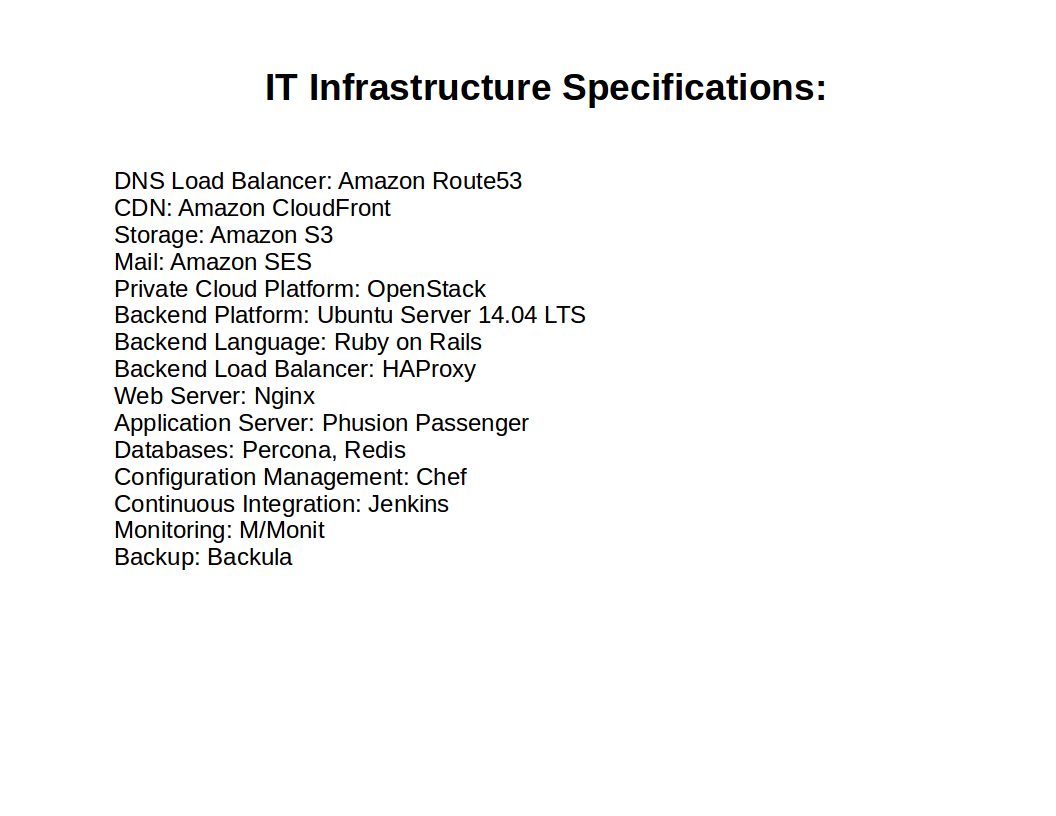 IT Infrastructure Specifications:
DNS Load Balancer: Amazon Route53
CDN: Amazon CloudFront
Storage: Amazon S3
Mail: Amazon SES
Private Cloud Platform: OpenStack
Backend Platform: Ubuntu Server 14.04 LTS
Backend Language: Ruby on Rails
Backend Load Balancer: HAProxy
Web Server: Nginx
Application Server: Phusion Passenger
Databases: Percona, Redis
Configuration Management: Chef
Continuous Integration: Jenkins
Monitoring: M/Monit
Backup: Backula